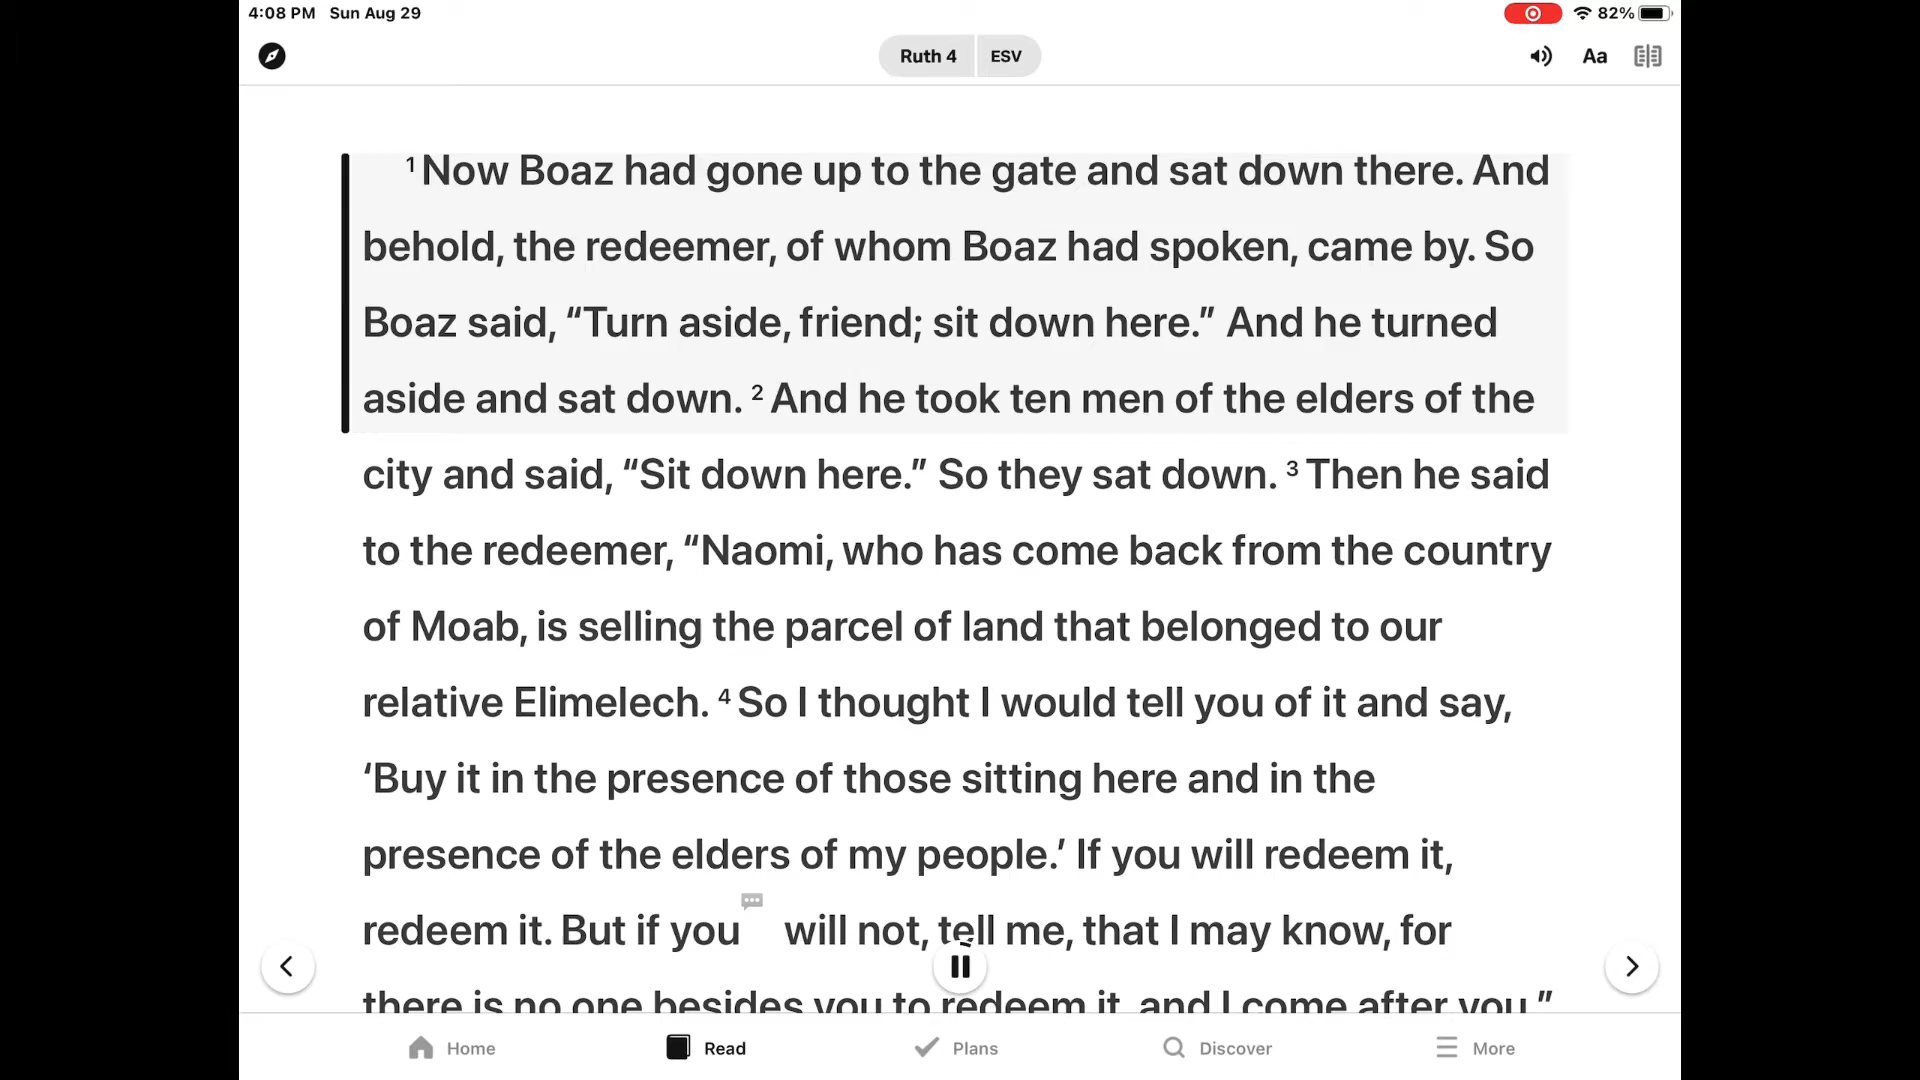 4:08 PM Sun Aug 29 82%
Ruth 4 ESV Aa
1 Now Boaz had gone up to the gate and sat down there. And
behold, the redeemer, of whom Boaz had spoken, came by. So
Boaz said, “Turn aside, friend; sit down here.” And he turned
aside and sat down. 2 And he took ten men of the elders of the
city and said, “Sit down here.” So they sat down. 3 Then he said
to the redeemer, “Naomi, who has come back from the country
of Moab, is selling the parcel of land that belonged to our
relative Elimelech. 4 So I thought I would tell you of it and say,
‘Buy it in the presence of those sitting here and in the
presence of the elders of my people.’ If you will redeem it,
redeem it. But if you will not, tell me, that I may know, for
there is no one besides you to redeem it, and I come after you.”
Home Read Plans Discover More